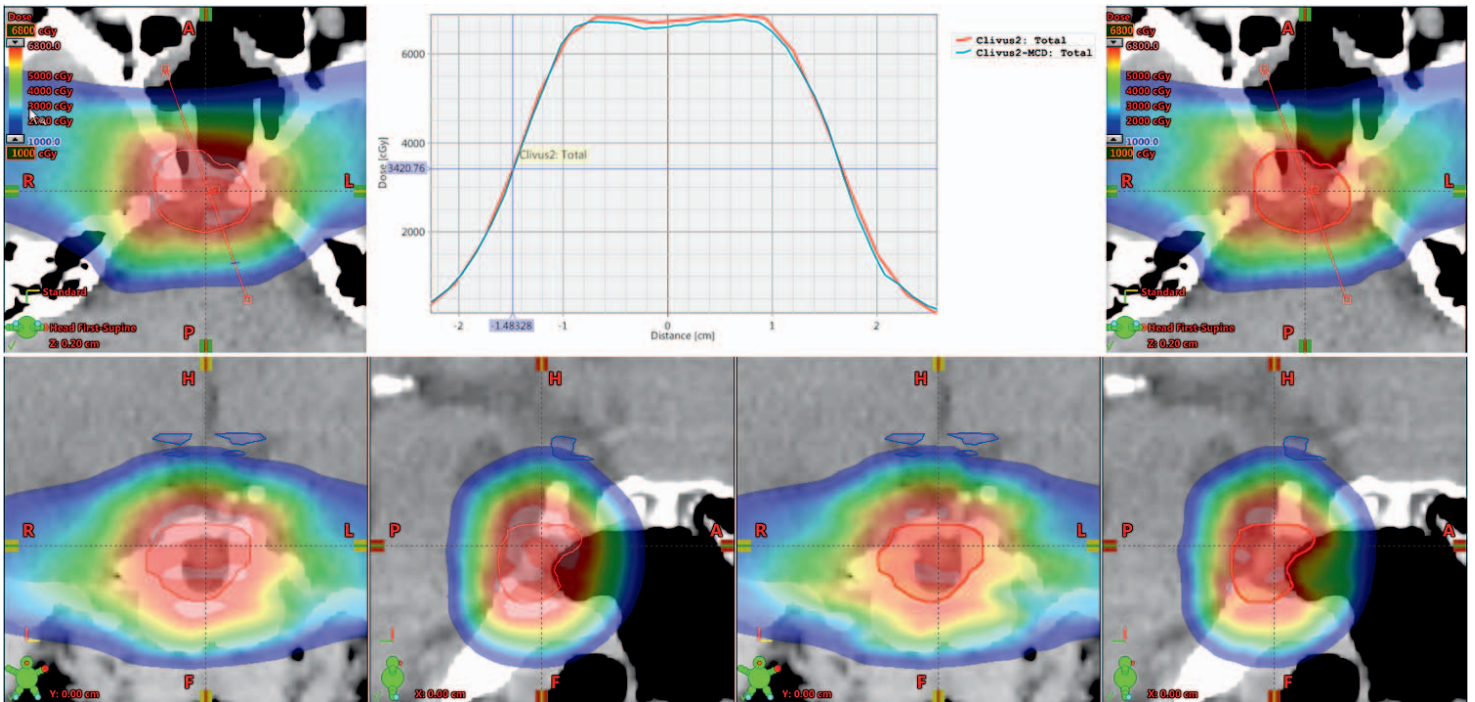 Dose
6800 cGy
6800.0
5000 cGy
4000 cGy
3000 cGy
cGy
1000.0
1000 cGy
A
R
L
P
Standard
Head First-Supine
Z: 0.20 cm
6000
4000
3420.76
2000
Dose [cGy]
Clivus2: Total
-2
-1.48328
-1
0
1
2
Distance [cm]
Clivus2: Total
Clivus2-MCD: Total
Dose
6800 cGy
6800.0
5000 cGy
4000 cGy
3000 cGy
2000 cGy
1000.0
1000 cGy
A
R
L
P
Standard
Head First-Supine
Z: 0.20 cm
H
R
L
F
Y: 0.00 cm
H
P
A
F
X: 0.00 cm
H
R
L
F
Y: 0.00 cm
H
P
A
F
X: 0.00 cm